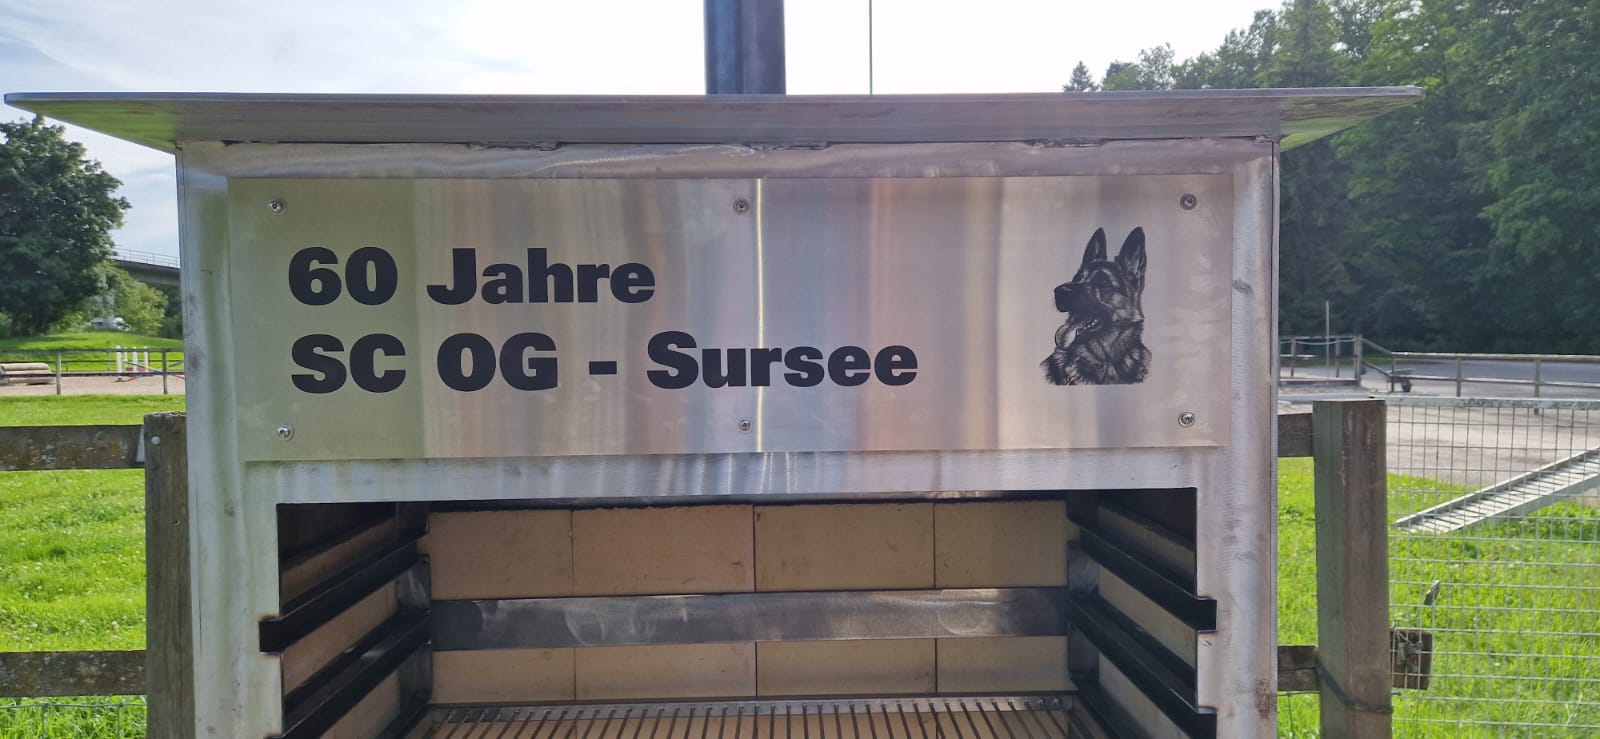 60 Jahre
SC OG - Sursee